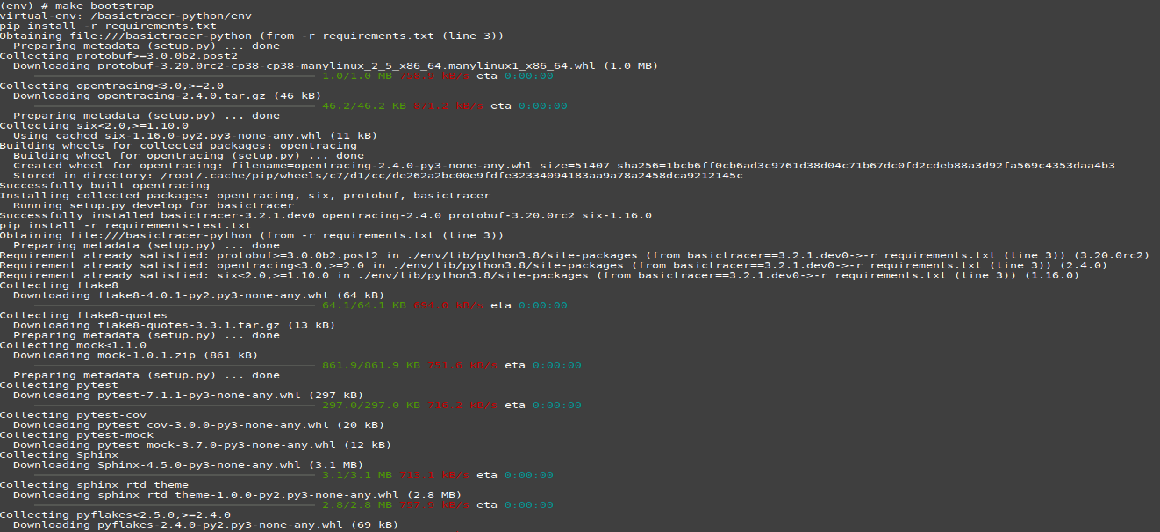 (env) # make bootstrap
virtual-env: /basictracer-python/env
pip install -r requirements.txt
Obtaining file:///basictracer-python (from -r requirements.txt (line 3))
  Preparing metadata (setup.py) ... done
Collecting protobuf>=3.0.0b2.post2
  Downloading protobuf-3.20.0rc2-cp38-cp38-manylinux_2_5_x86_64.manylinux1_x86_64.whl (1.0 MB)
1.0/1.0 MB eta 0:00:00
Collecting opentracing<3.0,>=2.0
  Downloading opentracing-2.4.0.tar.gz (46 kB)
46.2/46.2 KB eta 0:00:00
  Preparing metadata (setup.py) ... done
Collecting six<2.0,>=1.10.0
  Using cached six-1.16.0-py2.py3-none-any.whl (11 kB)
Building wheels for collected packages: opentracing
  Building wheel for opentracing (setup.py) ... done
  Created wheel for opentracing: filename=opentracing-2.4.0-py3-none-any.whl size=51407
  Stored in directory:
Successfully built opentracing
Installing collected packages: opentracing, six, protobuf, basictracer
  Running setup.py develop for basictracer
Successfully installed basictracer-3.2.1.dev0 opentracing-2.4.0 protobuf-3.20.0rc2 six-1.16.0
pip install -r requirements-test.txt
Obtaining file:///basictracer-python (from -r requirements.txt (line 3))
  Preparing metadata (setup.py) ... done
Requirement already satisfied: protobuf>=3.0.0b2.post2 in ./env/lib/python3.8/site-packages (from basictracer==3.2.1.dev0->-r requirements.txt (line 3)) (3.20.0rc2)
Requirement already satisfied: opentracing<3.0,>=2.0 in ./env/lib/python3.8/site-packages (from basictracer==3.2.1.dev0->-r requirements.txt (line 3)) (2.4.0)
Requirement already satisfied: six<2.0,>=1.10.0 in ./env/lib/python3.8/site-packages (from basictracer==3.2.1.dev0->-r requirements.txt (line 3)) (1.16.0)
Collecting flake8
  Downloading flake8-4.0.1-py2.py3-none-any.whl (64 kB)
64.1/64.1 KB eta 0:00:00
Collecting flake8-quotes
  Downloading flake8-quotes-3.3.1.tar.gz (13 kB)
  Preparing metadata (setup.py) ... done
Collecting mock<1.1.0
  Downloading mock-1.0.1.zip (861 kB)
861.9/861.9 KB eta 0:00:00
  Preparing metadata (setup.py) ... done
Collecting pytest
  Downloading pytest-7.1.1-py3-none-any.whl (297 kB)
297.0/297.0 KB eta 0:00:00
Collecting pytest-cov
  Downloading pytest_cov-3.0.0-py3-none-any.whl (20 kB)
Collecting pytest-mock
  Downloading pytest_mock-3.7.0-py3-none-any.whl (12 kB)
Collecting Sphinx
  Downloading Sphinx-4.5.0-py3-none-any.whl (3.1 MB)
3.1/3.1 MB eta 0:00:00
Collecting sphinx_rtd_theme
  Downloading sphinx_rtd_theme-1.0.0-py2.py3-none-any.whl (2.8 MB)
2.8/2.8 MB eta 0:00:00
Collecting pyflakes<2.5.0,>=2.4.0
  Downloading pyflakes-2.4.0-py2.py3-none-any.whl (69 kB)